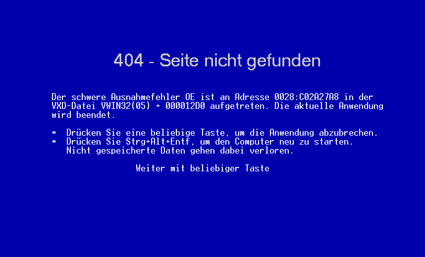 404 - Seite nicht gefunden
Der schwere Ausnahmefehler OE ist an Adresse 0028:C02A27A8 in der
VXD-Datei VWIN32(05) + 000012D0 aufgetreten. Die aktuelle Anwendung
wird beendet.
* Drücken Sie eine beliebige Taste, um die Anwendung abzubrechen.
* Drücken Sie Strg+Alt+Entf, um den Computer neu zu starten.
Nicht gespeicherte Daten gehen dabei verloren.
Weiter mit beliebiger Taste